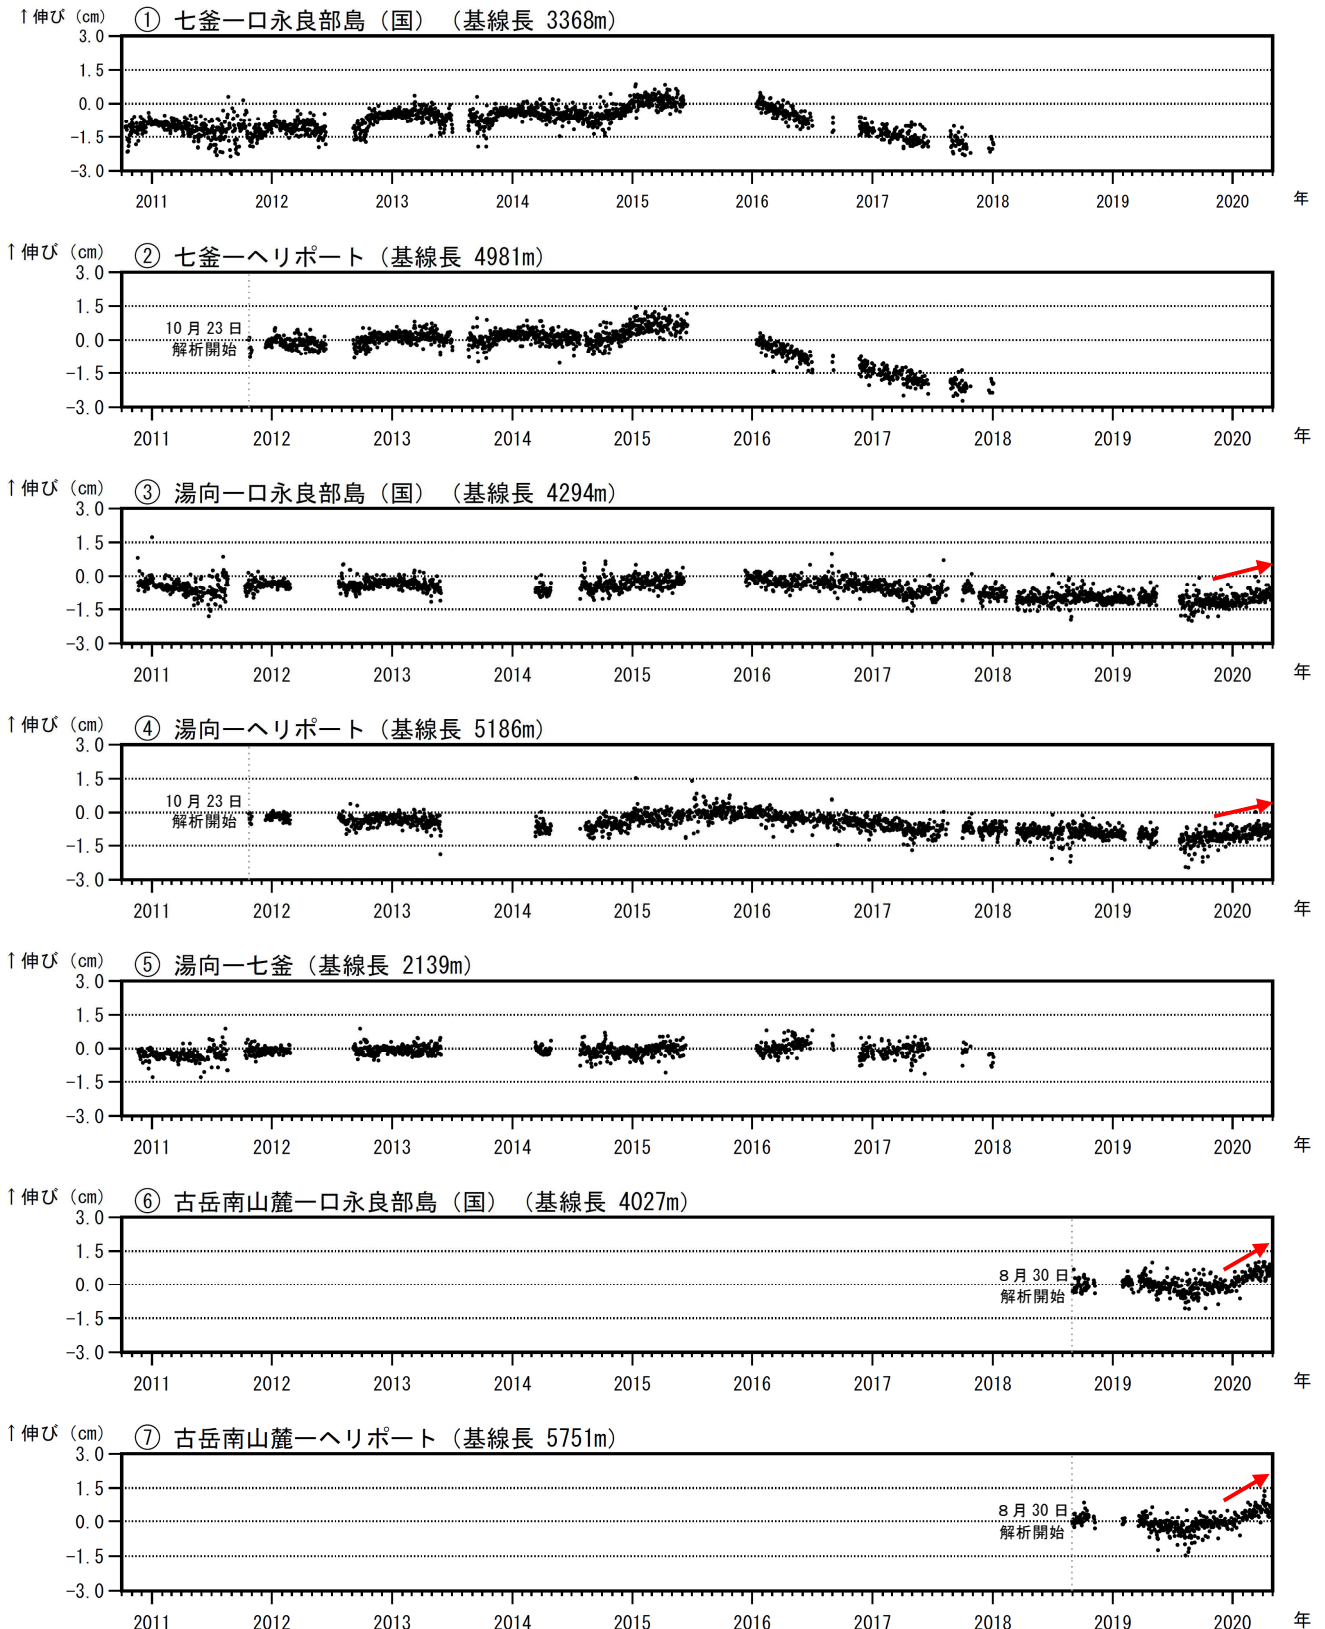 ↑伸び (cm) ① 七釜ー口永良部島（国）（基線長 3368m）
3.0
1.5
0.0
-1.5
-3.0
2011 2012 2013 2014 2015 2016 2017 2018 2019 2020 年
↑伸び (cm) ② 七釜ーヘリポート（基線長 4981m）
3.0
1.5
10月23日
0.0
解析開始
-1.5
-3.0
2011 2012 2013 2014 2015 2016 2017 2018 2019 2020 年
↑伸び (cm) ③ 湯向ー口永良部島（国）（基線長 4294m）
3.0
1.5
0.0
-1.5
-3.0
2011 2012 2013 2014 2015 2016 2017 2018 2019 2020 年
↑伸び (cm) ④ 湯向ーヘリポート（基線長 5186m）
3.0
1.5
10月23日
0.0
解析開始
-1.5
-3.0
2011 2012 2013 2014 2015 2016 2017 2018 2019 2020 年
↑伸び (cm) ⑤ 湯向ー七釜（基線長 2139m）
3.0
1.5
0.0
-1.5
-3.0
2011 2012 2013 2014 2015 2016 2017 2018 2019 2020 年
↑伸び (cm) ⑥ 古岳南山麓ー口永良部島（国）（基線長 4027m）
3.0
1.5
8月30日
0.0
解析開始
-1.5
-3.0
2011 2012 2013 2014 2015 2016 2017 2018 2019 2020 年
↑伸び (cm) ⑦ 古岳南山麓ーヘリポート（基線長 5751m）
3.0
1.5
8月30日
0.0
解析開始
-1.5
-3.0
2011 2012 2013 2014 2015 2016 2017 2018 2019 2020 年